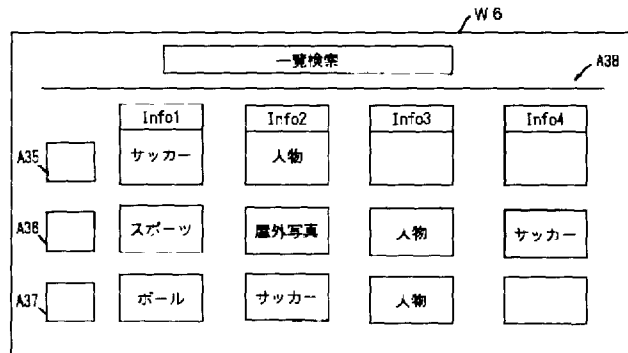 W6
一覧検索
A38
Info1 Info2 Info3 Info4
A35 サッカー 人物
A36 スポーツ 屋外写真 人物 サッカー
A37 ボール サッカー 人物